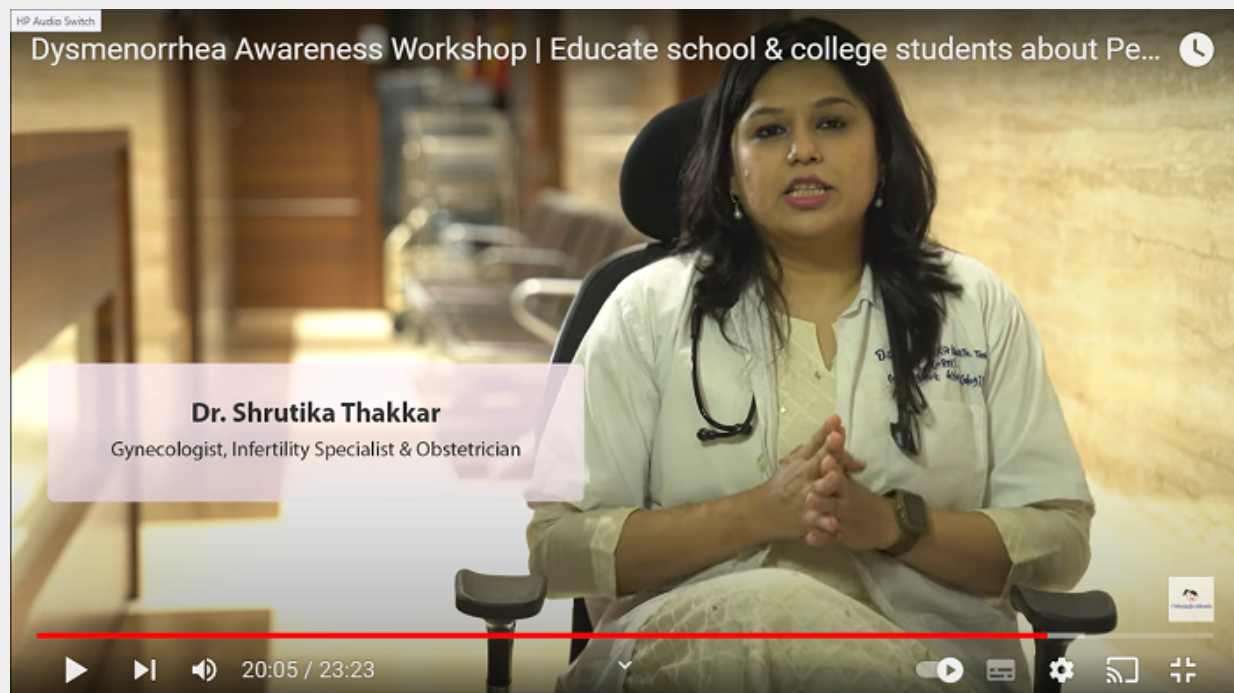 HP Audio Switch
Dysmenorrhea Awareness Workshop | Educate school & college students about Pe...
Dr. Shrutika Thakkar
Gynecologist, Infertility Specialist & Obstetrician
20:05 / 23:23